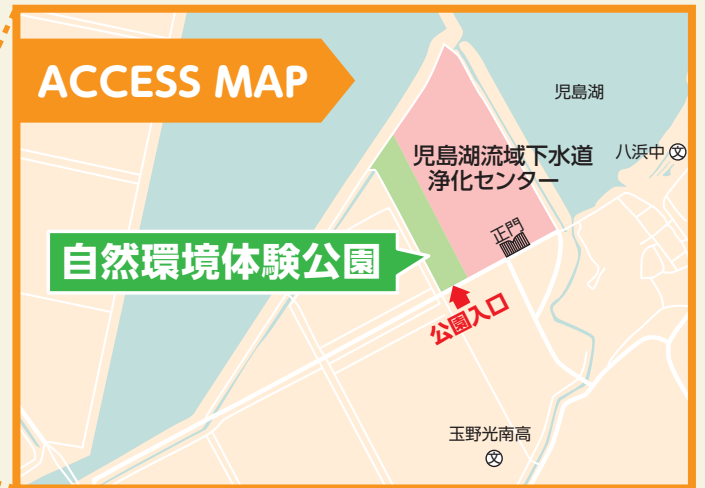 ACCESS MAP
児島湖
児島湖流域下水道
浄化センター
八浜中
文
正門
自然環境体験公園
公園入口
玉野光南高
文